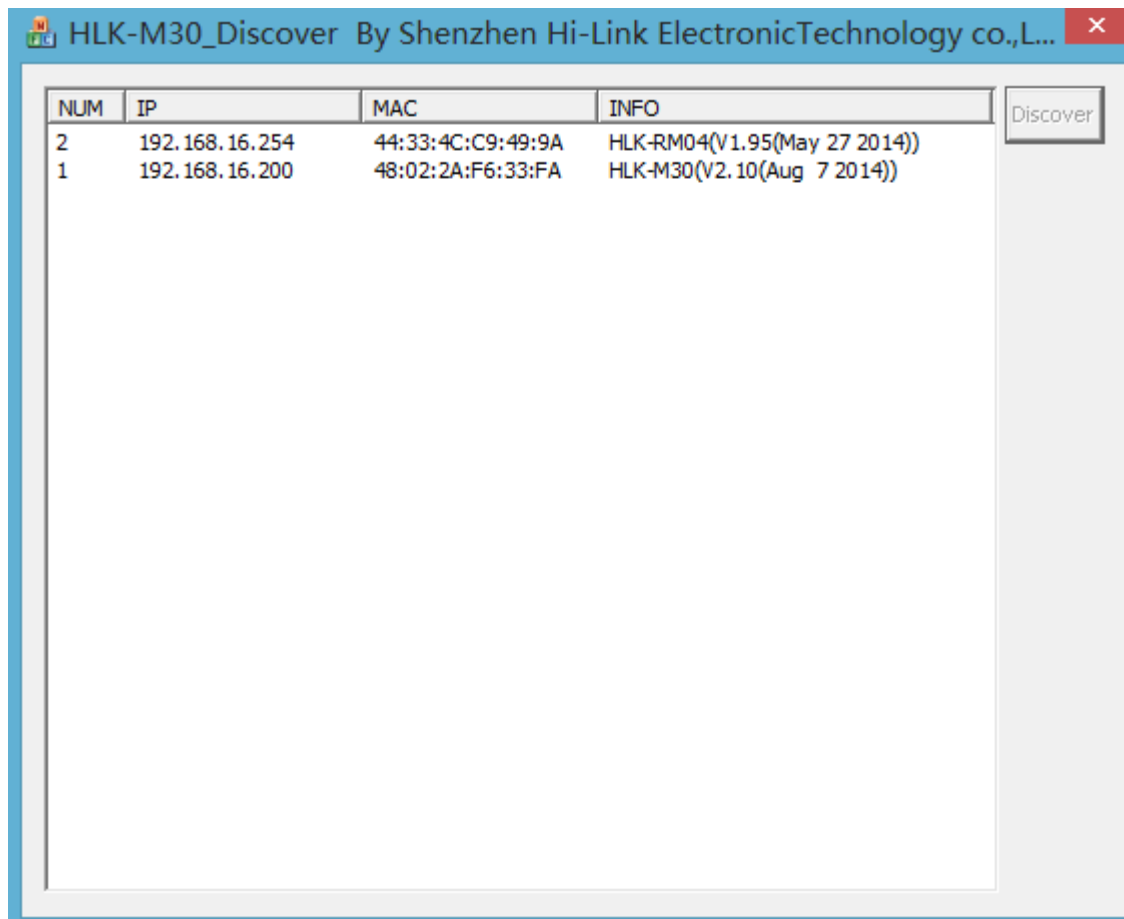 HLK-M30_Discover By Shenzhen Hi-Link ElectronicTechnology co.,L...
NUM IP MAC INFO
Discover
2 192.168.16.254 44:33:4C:C9:49:9A HLK-RM04(V1.95(May 27 2014))
1 192.168.16.200 48:02:2A:F6:33:FA HLK-M30(V2.10(Aug 7 2014))